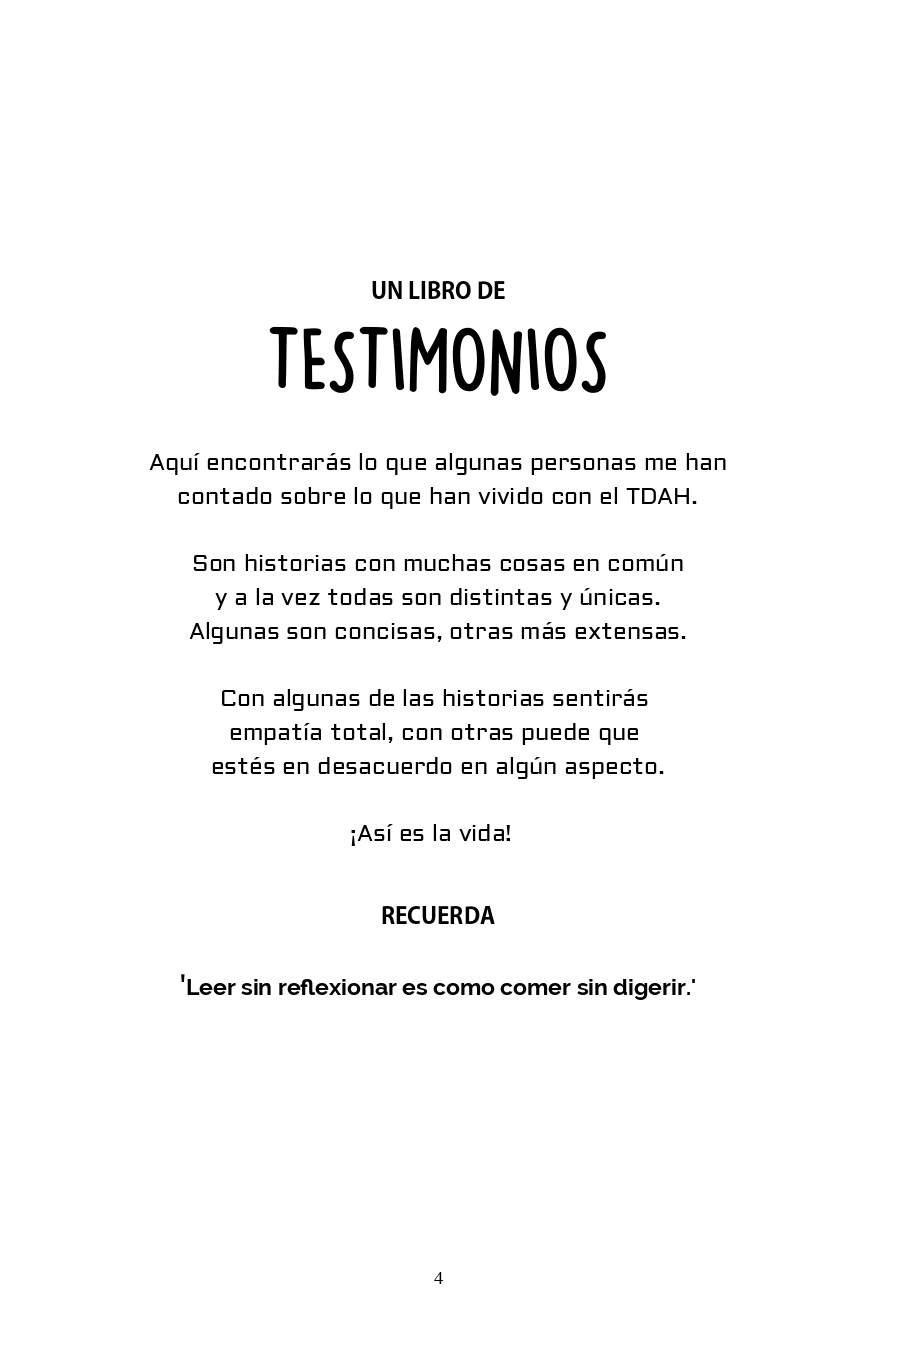 UN LIBRO DE
TESTIMONIOS
Aquí encontrarás lo que algunas personas me han
contado sobre lo que han vivido con el TDAH.
Son historias con muchas cosas en común
y a la vez todas son distintas y únicas.
Algunas son concisas, otras más extensas.
Con algunas de las historias sentirás
empatía total, con otras puede que
estés en desacuerdo en algún aspecto.
¡Así es la vida!
RECUERDA
'Leer sin reflexionar es como comer sin digerir.'
4